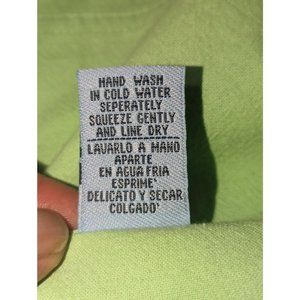 HAND WASH
IN COLD WATER
SEPERATELY
SQUEEZE GENTLY
AND LINE DRY
LAVARLO A MANO
APARTE
EN AGUA FRIA
ESPRIME'
DELICATO Y SECAR
COLGADO'